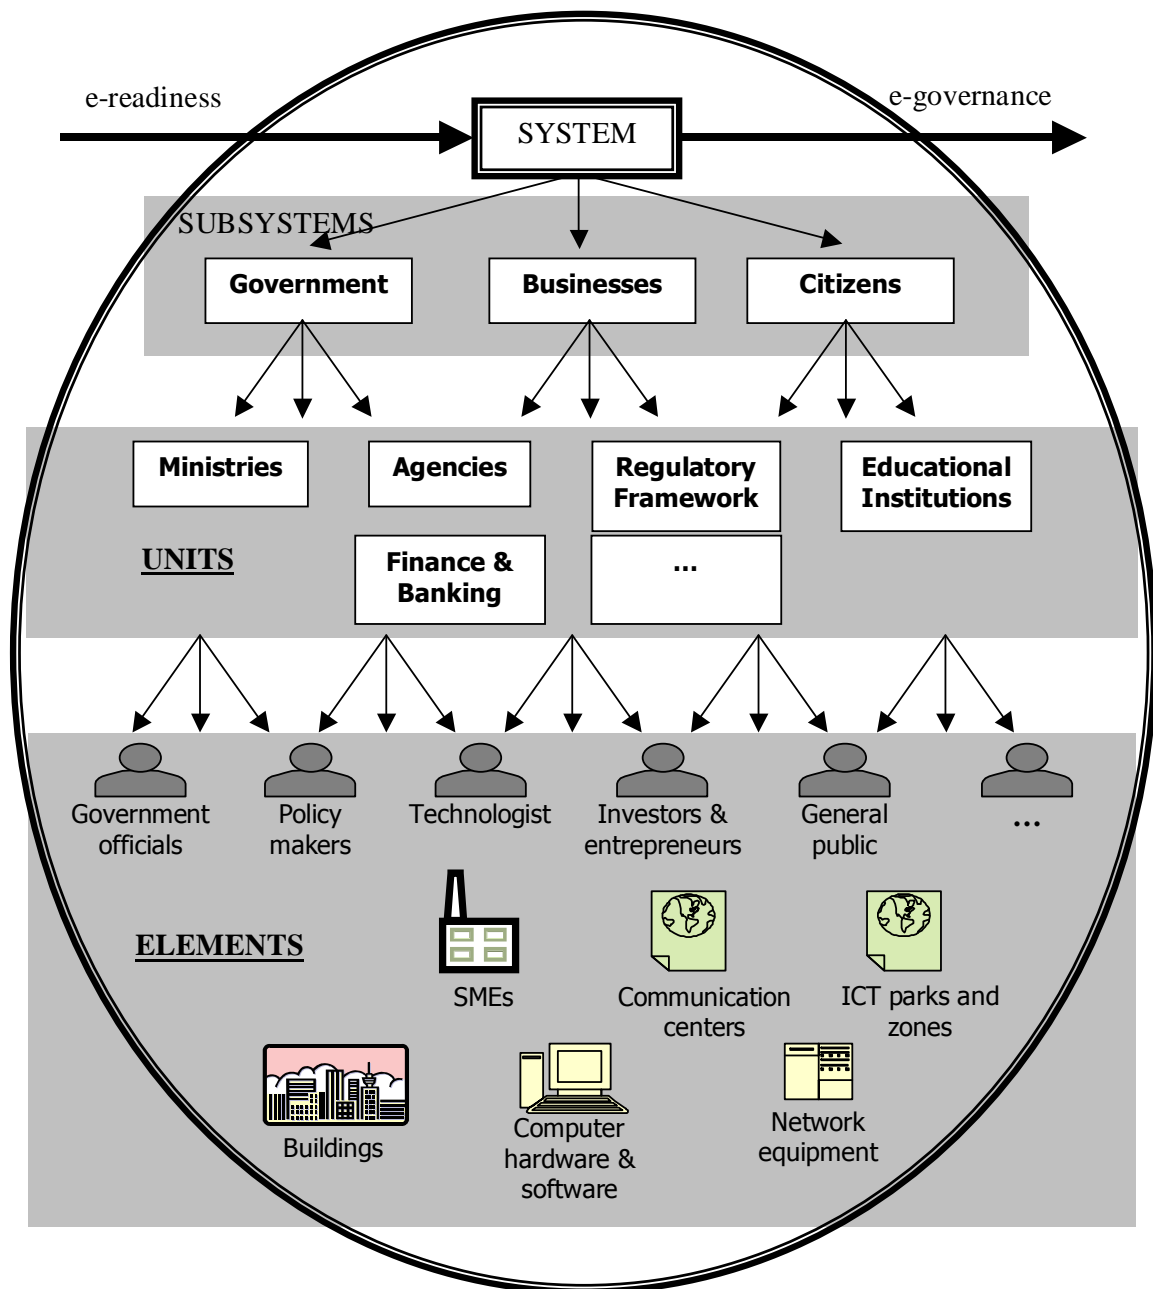 e-readiness
e-governance
SYSTEM
SUBSYSTEMS
Government
Businesses
Citizens
Ministries
Agencies
Regulatory
Framework
Educational
Institutions
UNITS
Finance &
Banking
...
Government
officials
Policy
makers
Technologist
Investors &
entrepreneurs
General
public
...
ELEMENTS
SMEs
Communication
centers
ICT parks and
zones
Buildings
Computer
hardware &
software
Network
equipment